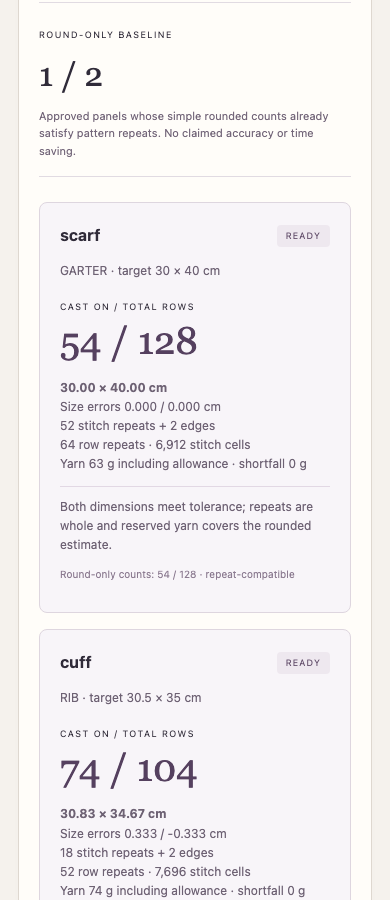 ROUND-ONLY BASELINE
1 / 2
Approved panels whose simple rounded counts already
satisfy pattern repeats. No claimed accuracy or time
saving.
scarf
READY
GARTER · target 30 × 40 cm
CAST ON / TOTAL ROWS
54 / 128
30.00 × 40.00 cm
Size errors 0.000 / 0.000 cm
52 stitch repeats + 2 edges
64 row repeats · 6,912 stitch cells
Yarn 63 g including allowance · shortfall 0 g
Both dimensions meet tolerance; repeats are
whole and reserved yarn covers the rounded
estimate.
Round-only counts: 54 / 128 · repeat-compatible
cuff
READY
RIB · target 30.5 × 35 cm
CAST ON / TOTAL ROWS
74 / 104
30.83 × 34.67 cm
Size errors 0.333 / -0.333 cm
18 stitch repeats + 2 edges
52 row repeats · 7,696 stitch cells
Yarn 74 g including allowance · shortfall 0 g